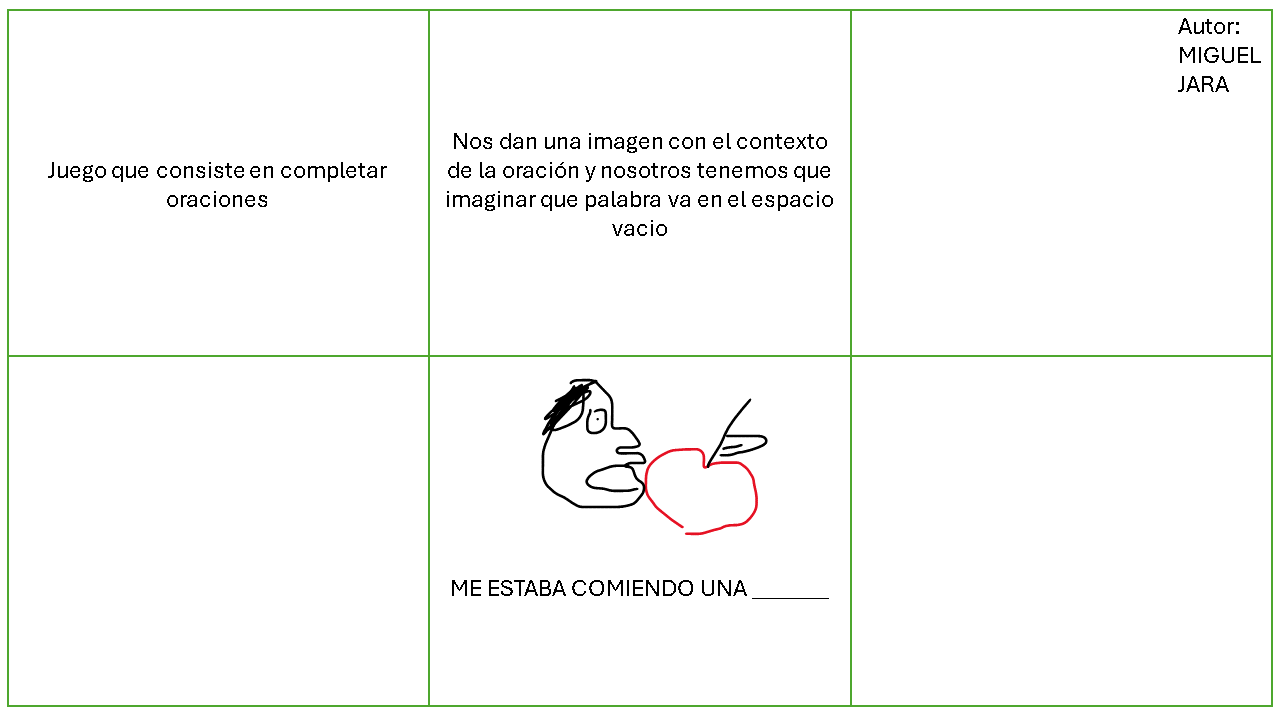 Juego que consiste en completar
oraciones
Nos dan una imagen con el contexto
de la oración y nosotros tenemos que
imaginar que palabra va en el espacio
vacio
Autor:
MIGUEL
JARA
ME ESTABA COMIENDO UNA _______